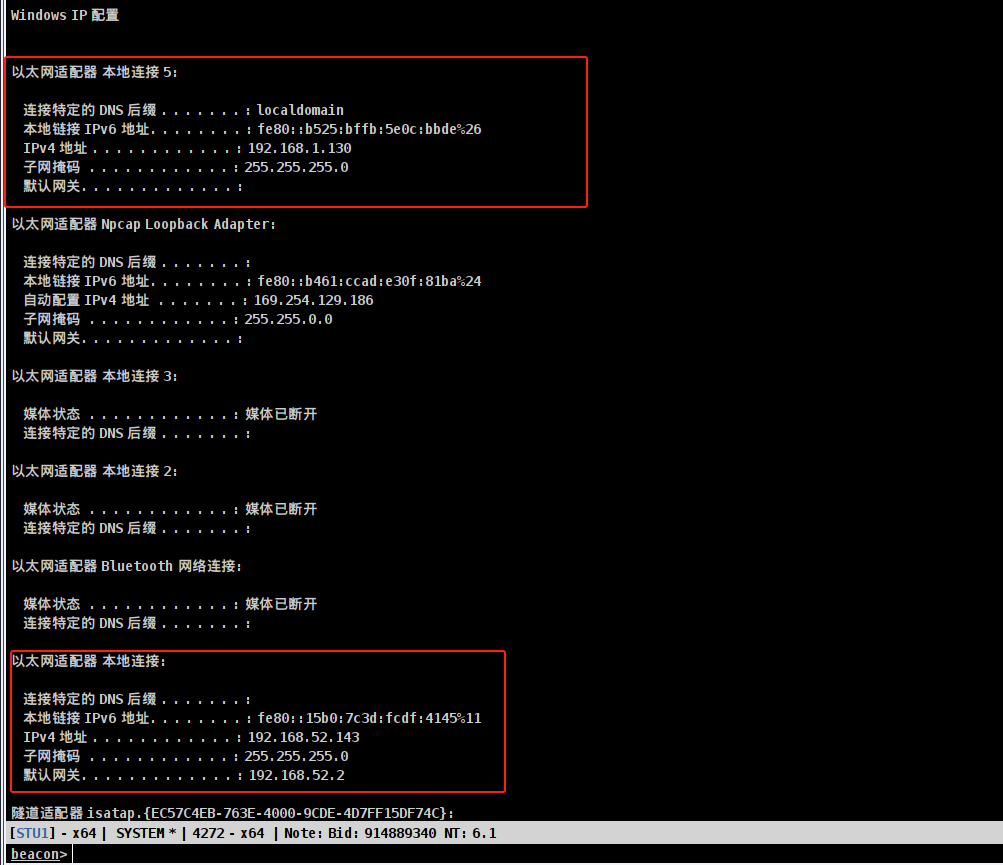 Windows IP 配置
以太网适配器 本地连接 5:
连接特定的 DNS 后缀 . . . . . . . : localdomain
本地链接 IPv6 地址. . . . . . . . : fe80::b525:bffb:5e0c:bbde%26
IPv4 地址 . . . . . . . . . . . . : 192.168.1.130
子网掩码 . . . . . . . . . . . . : 255.255.255.0
默认网关. . . . . . . . . . . . . :
以太网适配器 Npcap Loopback Adapter:
连接特定的 DNS 后缀 . . . . . . . :
本地链接 IPv6 地址. . . . . . . . : fe80::b461:ccad:e30f:81ba%24
自动配置 IPv4 地址 . . . . . . . : 169.254.129.186
子网掩码 . . . . . . . . . . . . : 255.255.0.0
默认网关. . . . . . . . . . . . . :
以太网适配器 本地连接 3:
媒体状态 . . . . . . . . . . . . : 媒体已断开
连接特定的 DNS 后缀 . . . . . . . :
以太网适配器 本地连接 2:
媒体状态 . . . . . . . . . . . . : 媒体已断开
连接特定的 DNS 后缀 . . . . . . . :
以太网适配器 Bluetooth 网络连接:
媒体状态 . . . . . . . . . . . . : 媒体已断开
连接特定的 DNS 后缀 . . . . . . . :
以太网适配器 本地连接:
连接特定的 DNS 后缀 . . . . . . . :
本地链接 IPv6 地址. . . . . . . . : fe80::15b0:7c3d:fcdf:4145%11
IPv4 地址 . . . . . . . . . . . . : 192.168.52.143
子网掩码 . . . . . . . . . . . . : 255.255.255.0
默认网关. . . . . . . . . . . . . : 192.168.52.2
隧道适配器 isatap.{EC57C4EB-763E-4000-9CDE-4D7FF15DF74C}:
[STU1] - x64 | SYSTEM * | 4272 - x64 | Note: Bid: 914889340 NT: 6.1
beacon>